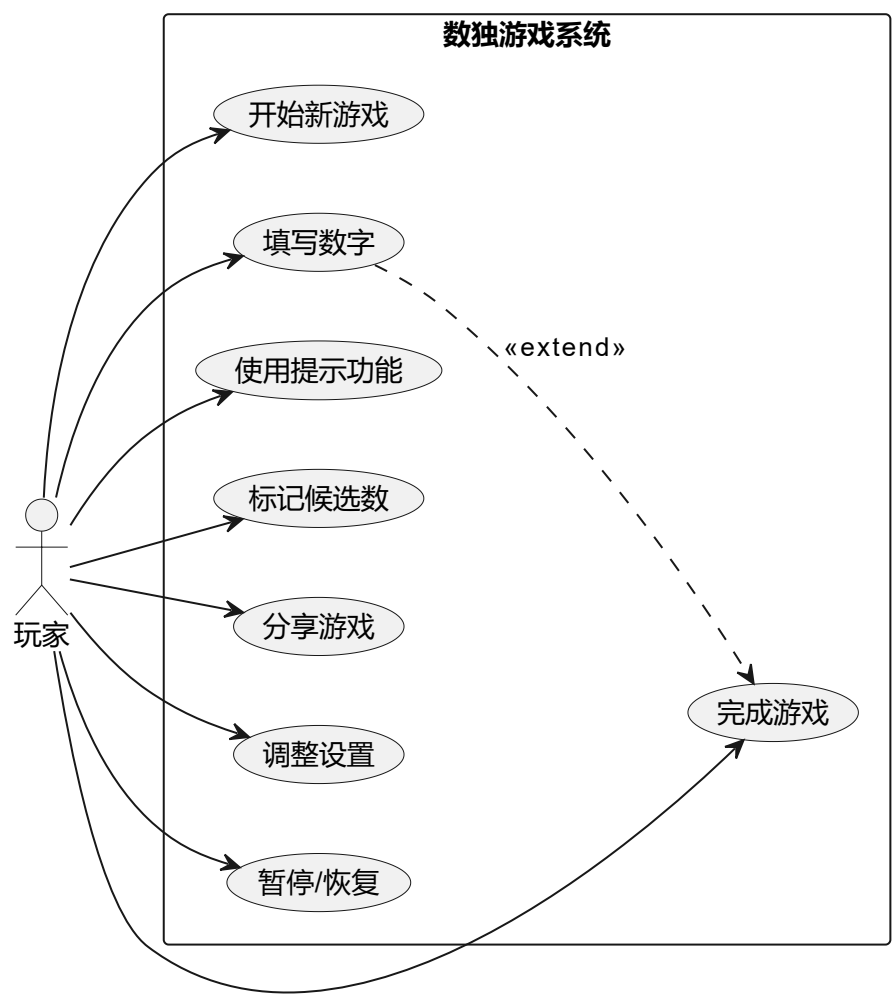 数独游戏系统
开始新游戏
填写数字
使用提示功能
«extend»
标记候选数
分享游戏
玩家
完成游戏
调整设置
暂停/恢复